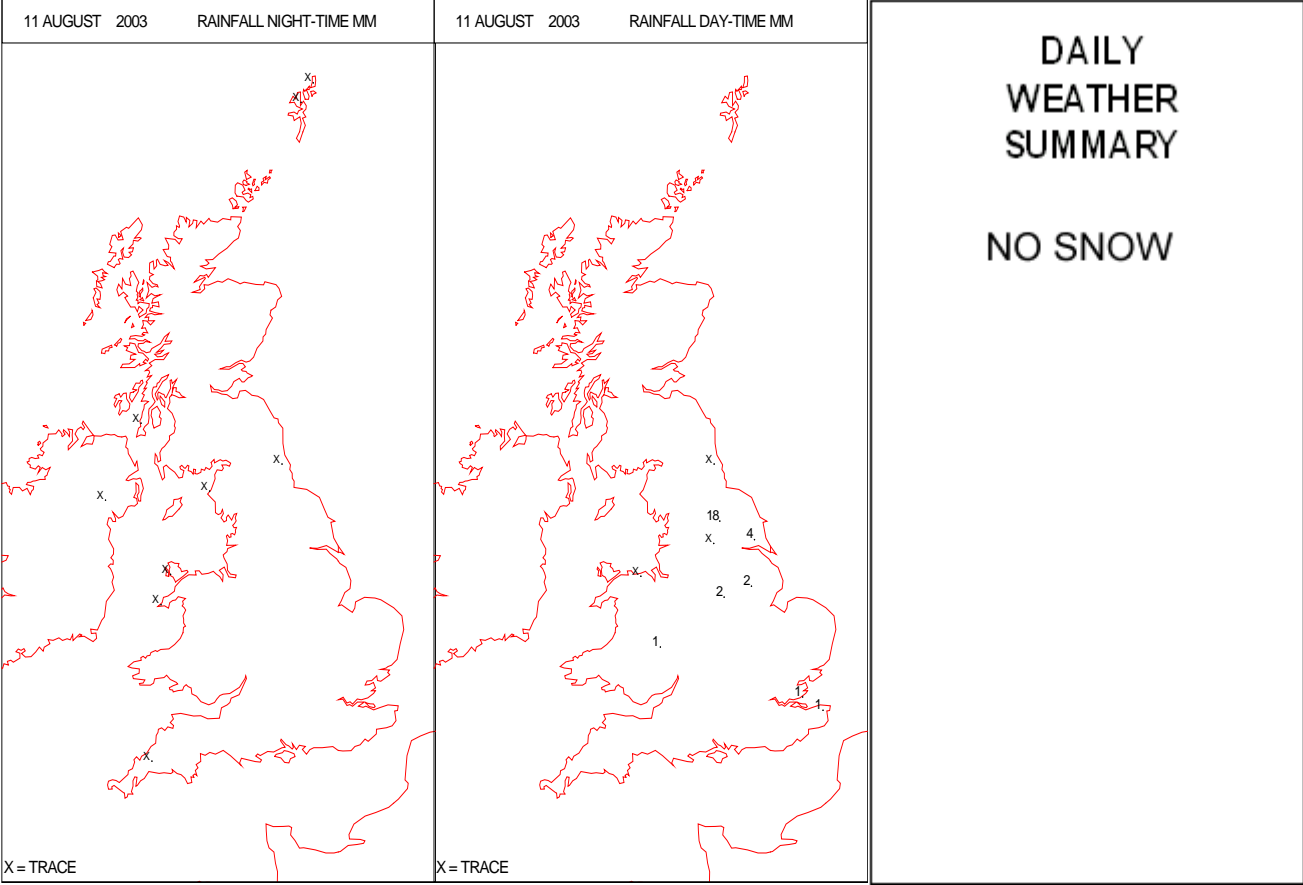 11 AUGUST 2003 RAINFALL NIGHT-TIME MM
X.
X.
X.
X.
X.
X.
X.
X.
X.
X = TRACE
11 AUGUST 2003 RAINFALL DAY-TIME MM
X.
18.
4.
X.
X.
2.
2.
1.
1.
1.
X = TRACE
DAILY
WEATHER
SUMMARY
NO SNOW